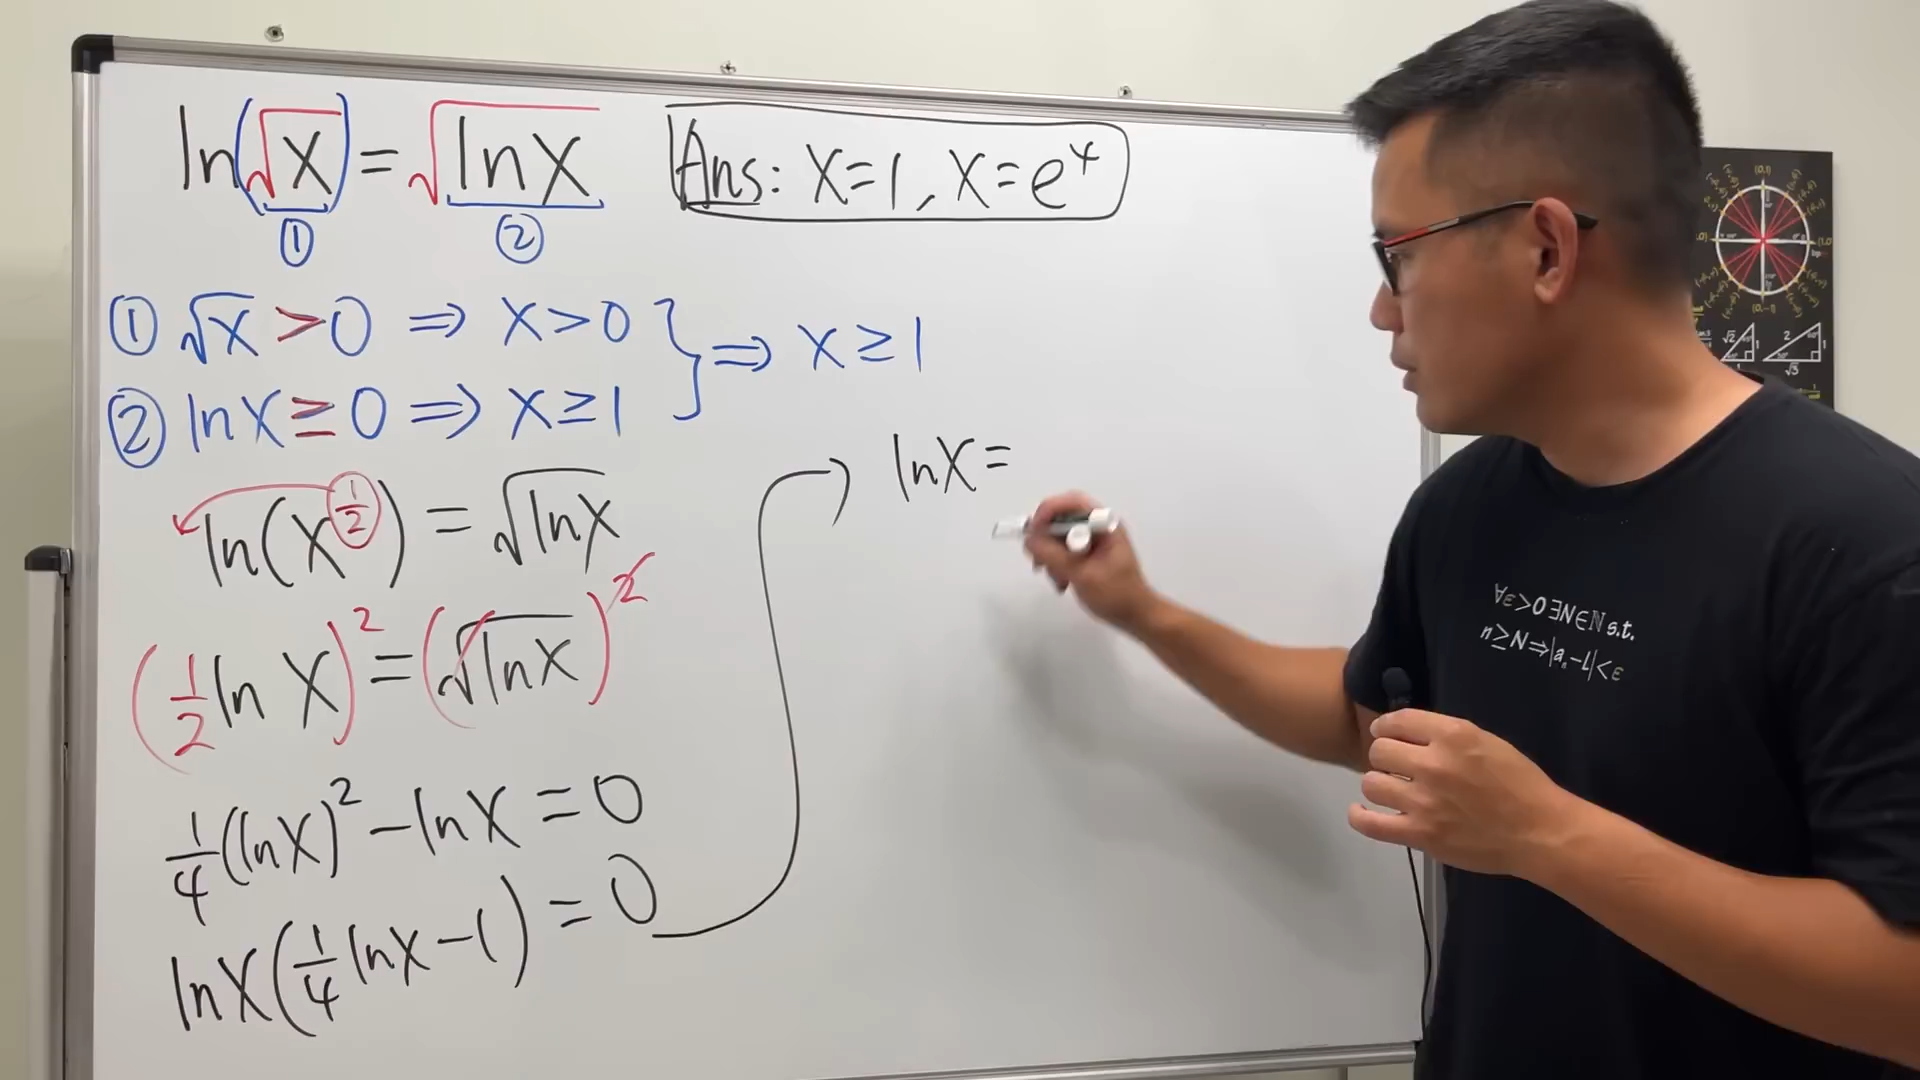 ln(√x) = √lnx
① ②
Ans: x=1, x=e⁴
① √x > 0 ⇒ x>0
② lnx ≥ 0 ⇒ x≥1
} ⇒ x ≥ 1
ln(x^½) = √lnx
(½ ln x)² = (√lnx)²
¼(lnx)² - lnx = 0
lnx(¼lnx-1) = 0
lnx=
∀ε>0 ∃N∈ℕ s.t.
n≥N⇒|aₙ-L|<ε